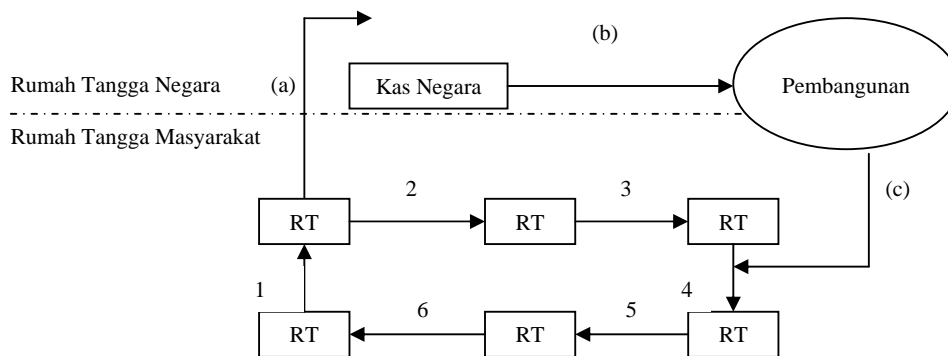 (b)
Rumah Tangga Negara
(a)
Kas Negara
Pembangunan
Rumah Tangga Masyarakat
2
3
(c)
RT
RT
RT
1
6
5
4
RT
RT
RT